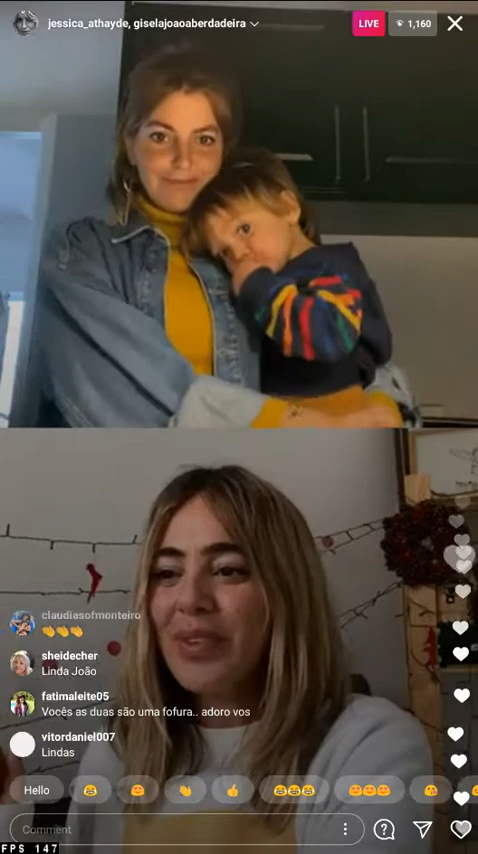 jessica_athayde, giselajoaoaberdadeira
LIVE
1,160
claudiasofmonteiro
👏👏👏
sheidecher
Linda João
fatimaleite05
Vocês as duas são uma fofura.. adoro vos
vitordaniel007
Lindas
Hello
Comment
FPS 147